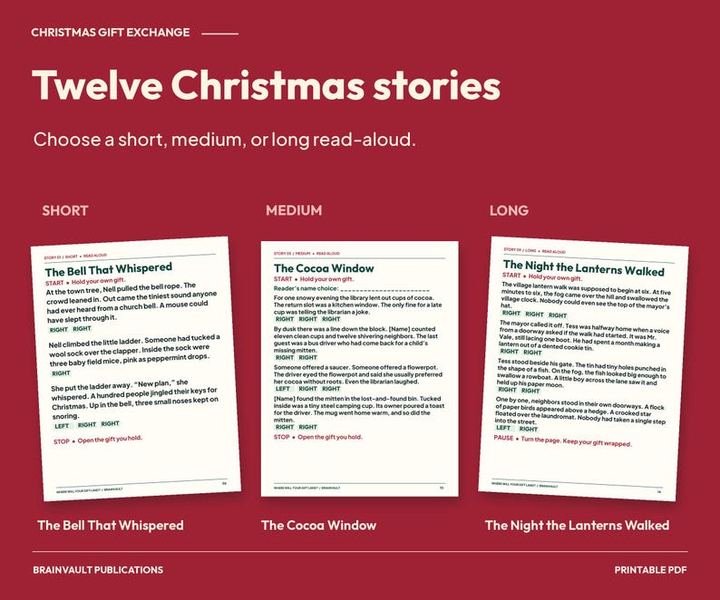 CHRISTMAS GIFT EXCHANGE
Twelve Christmas stories
Choose a short, medium, or long read-aloud.
SHORT
MEDIUM
LONG
STORY 01 / SHORT • READ ALOUD
The Bell That Whispered
START • Hold your own gift.
At the town tree, Nell pulled the bell rope. The
crowd leaned in. Out came the tiniest sound anyone
had ever heard from a church bell. A mouse could
have slept through it.
RIGHT RIGHT
Nell climbed the little ladder. Someone had tucked a
wool sock over the clapper. Inside the sock were
three baby field mice, pink as peppermint drops.
RIGHT
She put the ladder away. “New plan,” she
whispered. A hundred people jingled their keys for
Christmas. Up in the bell, three small noses kept on
snoring.
LEFT RIGHT RIGHT
STOP • Open the gift you hold.
WHERE WILL YOUR GIFT LAND? / BRAINVAULT
STORY 05 / MEDIUM • READ ALOUD
The Cocoa Window
START • Hold your own gift.
Reader's name choice:
For one snowy evening the library lent out cups of cocoa.
The return slot was a kitchen window. The only fine for a late
cup was telling the librarian a joke.
RIGHT RIGHT RIGHT
By dusk there was a line down the block. [Name] counted
eleven clean cups and twelve shivering neighbors. The last
guest was a bus driver who had come back for a child's
missing mitten.
RIGHT RIGHT
Someone offered a saucer. Someone offered a flowerpot.
The driver eyed the flowerpot and said she usually preferred
her cocoa without roots. Even the librarian laughed.
LEFT RIGHT RIGHT
[Name] found the mitten in the lost-and-found bin. Tucked
inside was a tiny steel camping cup. Its owner poured a toast
for the driver. The mug went home warm, and so did the
mitten.
RIGHT RIGHT
STOP • Open the gift you hold.
WHERE WILL YOUR GIFT LAND? / BRAINVAULT
LONG • READ ALOUD
The Night the Lanterns Walked
START • Hold your own gift.
The village lantern walk was supposed to begin at six. At five
minutes to six, the fog came over the hill and swallowed the
village clock. Nobody could even see the top of the mayor's
hat.
RIGHT RIGHT RIGHT
The mayor called it off. Tess was halfway home when a voice
from a doorway asked if the walk had started. It was Mr.
Vale, still lacing one boot. He had spent a month making a
lantern out of a dented cookie tin.
RIGHT RIGHT
Tess stood beside his gate. The tin had tiny holes punched in
the shape of a fish. On the fog, the fish looked big enough to
swallow a rowboat. A little boy across the lane saw it and
held up his paper moon.
RIGHT RIGHT
One by one, neighbors stood in their own doorways. A flock
of paper birds appeared above a hedge. A crooked star
floated over the laundromat. Nobody had taken a single step
into the street.
LEFT RIGHT
PAUSE • Turn the page. Keep your gift wrapped.
WHERE WILL YOUR GIFT LAND? / BRAINVAULT
The Bell That Whispered
The Cocoa Window
The Night the Lanterns Walked
BRAINVAULT PUBLICATIONS
PRINTABLE PDF